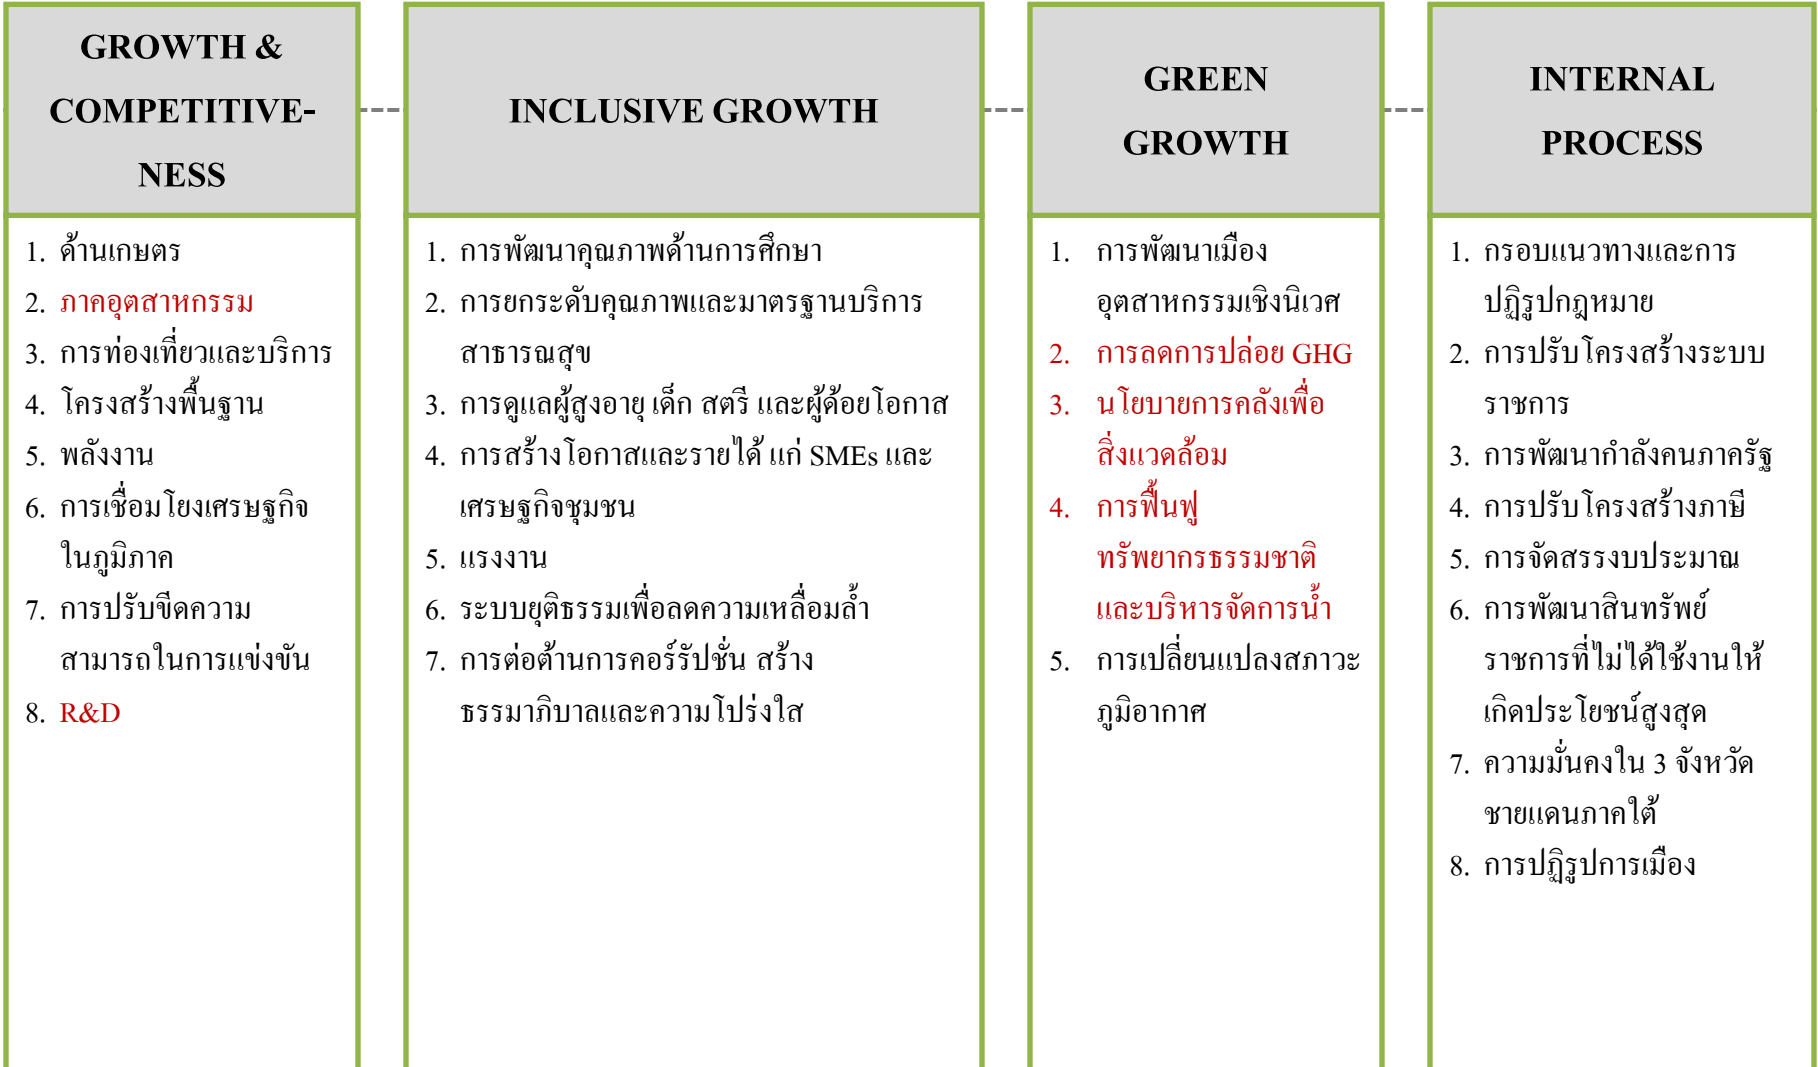 GROWTH &
COMPETITIVE-
NESS
1. ด้านเกษตร
2. ภาคอุตสาหกรรม
3. การท่องเที่ยวและบริการ
4. โครงสร้างพื้นฐาน
5. พลังงาน
6. การเชื่อมโยงเศรษฐกิจ
ในภูมิภาค
7. การปรับขีดความ
สามารถในการแข่งขัน
8. R&D
INCLUSIVE GROWTH
1. การพัฒนาคุณภาพด้านการศึกษา
2. การยกระดับคุณภาพและมาตรฐานบริการ
สาธารณสุข
3. การดูแลผู้สูงอายุ เด็ก สตรี และผู้ด้อยโอกาส
4. การสร้างโอกาสและรายได้ แก่ SMEs และ
เศรษฐกิจชุมชน
5. แรงงาน
6. ระบบยุติธรรมเพื่อลดความเหลื่อมล้ำ
7. การต่อต้านการคอร์รัปชั่น สร้าง
ธรรมาภิบาลและความโปร่งใส
GREEN
GROWTH
1. การพัฒนาเมือง
อุตสาหกรรมเชิงนิเวศ
2. การลดการปล่อย GHG
3. นโยบายการคลังเพื่อ
สิ่งแวดล้อม
4. การฟื้นฟู
ทรัพยากรธรรมชาติ
และบริหารจัดการน้ำ
5. การเปลี่ยนแปลงสภาวะ
ภูมิอากาศ
INTERNAL
PROCESS
1. กรอบแนวทางและการ
ปฏิรูปกฎหมาย
2. การปรับโครงสร้างระบบ
ราชการ
3. การพัฒนากำลังคนภาครัฐ
4. การปรับโครงสร้างภาษี
5. การจัดสรรงบประมาณ
6. การพัฒนาสินทรัพย์
ราชการที่ไม่ได้ใช้งานให้
เกิดประโยชน์สูงสุด
7. ความมั่นคงใน 3 จังหวัด
ชายแดนภาคใต้
8. การปฏิรูปการเมือง